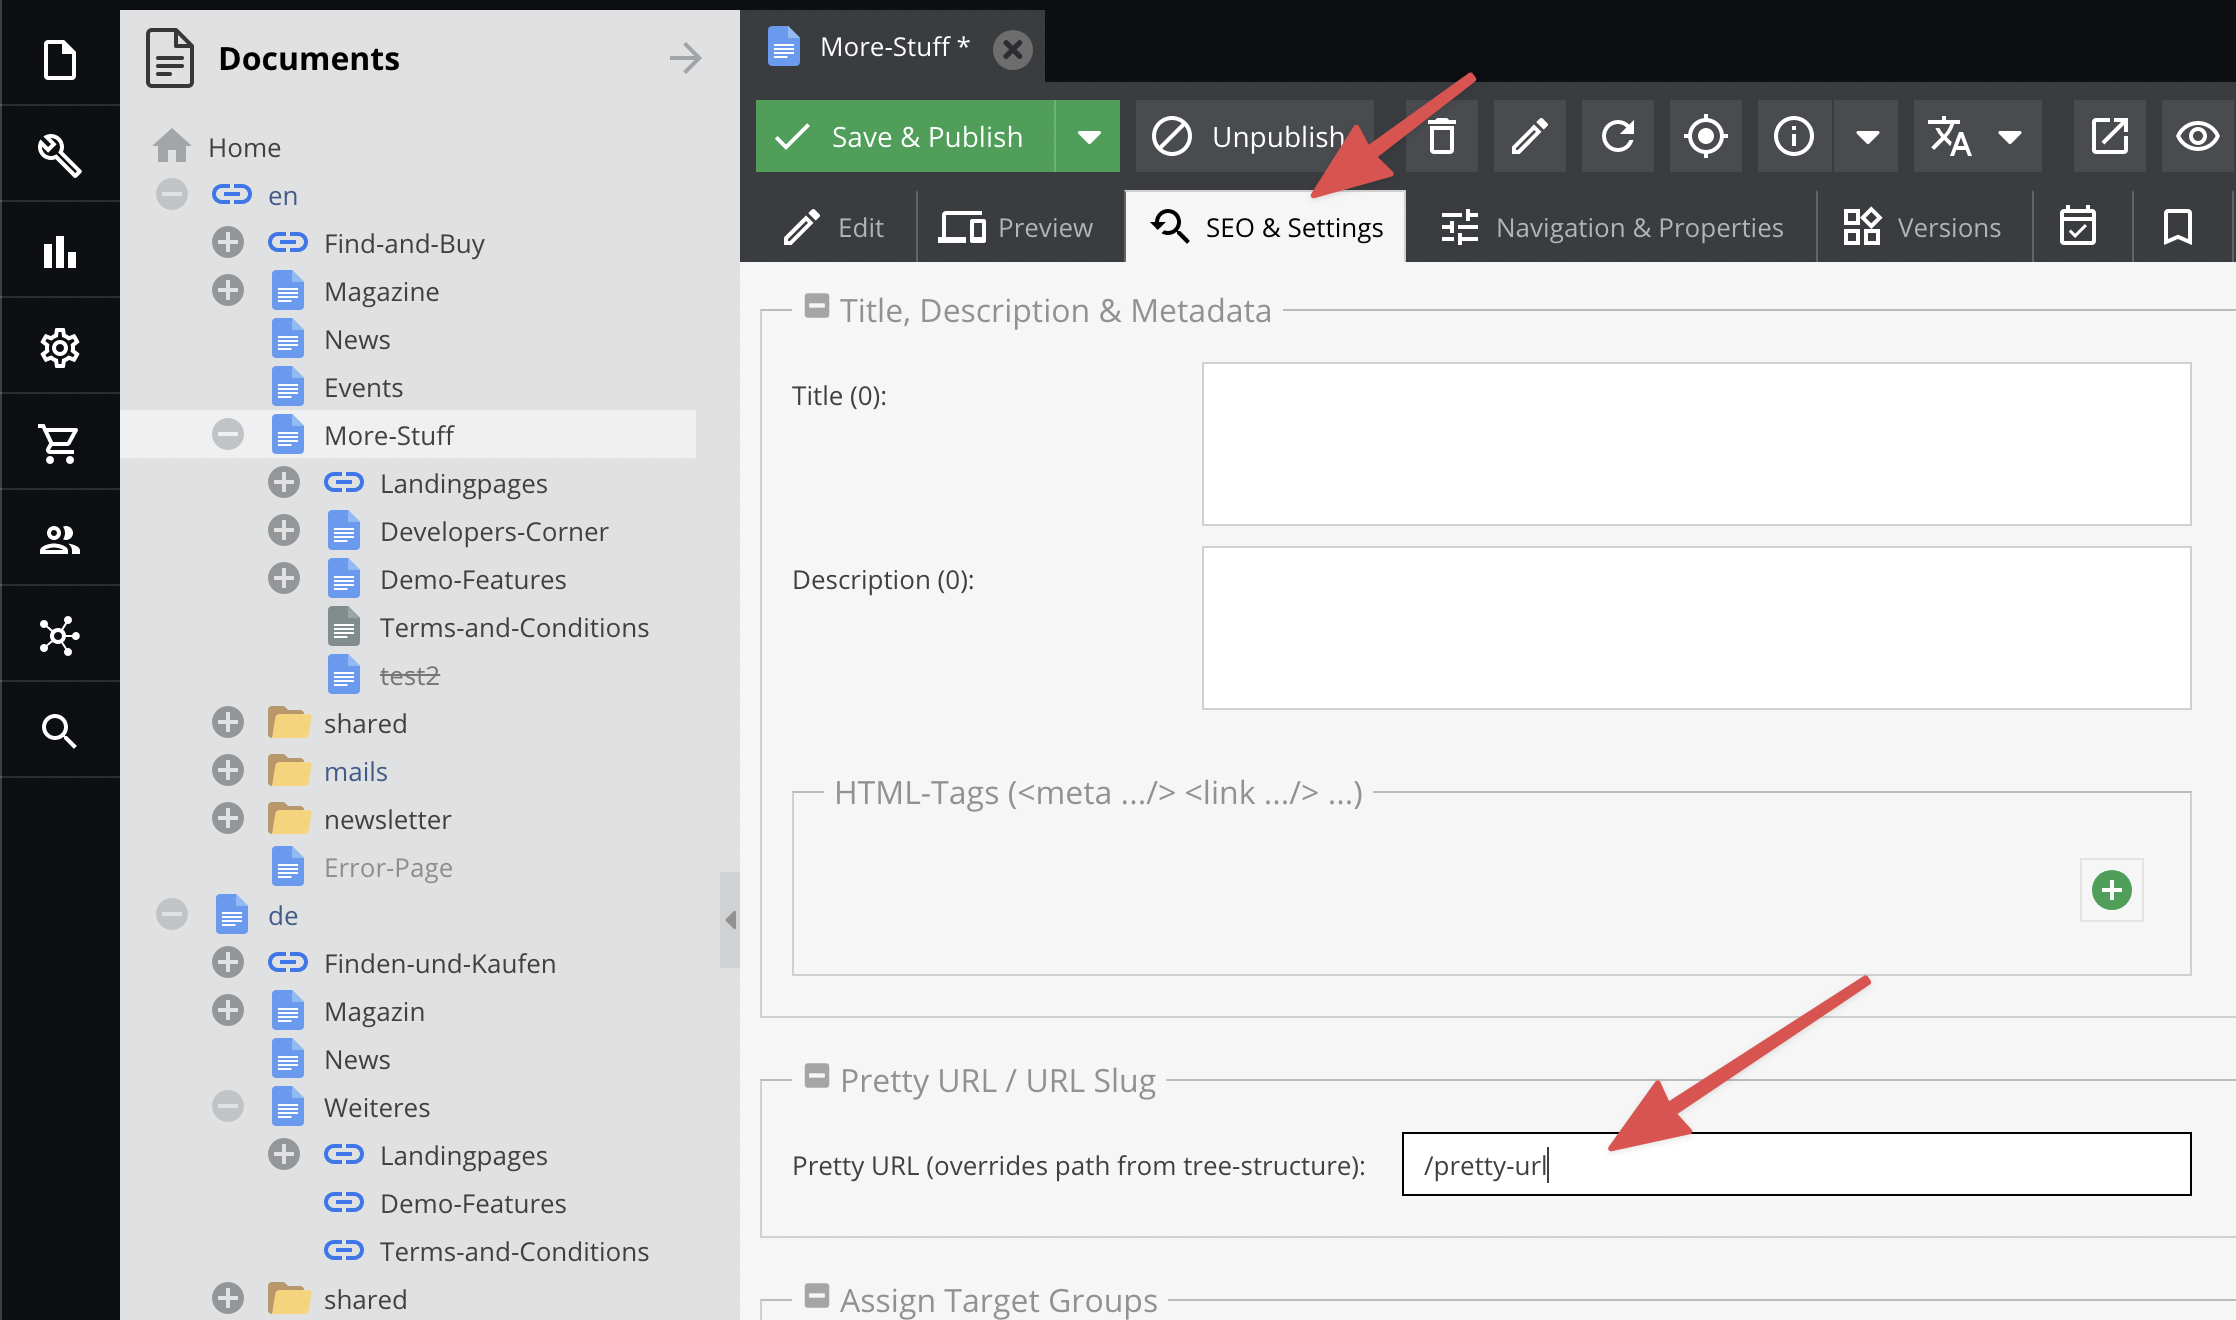 Documents
Home
en
Find-and-Buy
Magazine
News
Events
More-Stuff
Landingpages
Developers-Corner
Demo-Features
Terms-and-Conditions
test2
shared
mails
newsletter
Error-Page
de
Finden-und-Kaufen
Magazin
News
Weiteres
Landingpages
Demo-Features
Terms-and-Conditions
shared
More-Stuff *
Save & Publish
Unpublish
Edit
Preview
SEO & Settings
Navigation & Properties
Versions
Title, Description & Metadata
Title (0):
Description (0):
HTML-Tags (<meta .../> <link .../> ...)
Pretty URL / URL Slug
Pretty URL (overrides path from tree-structure):
/pretty-url
Assign Target Groups